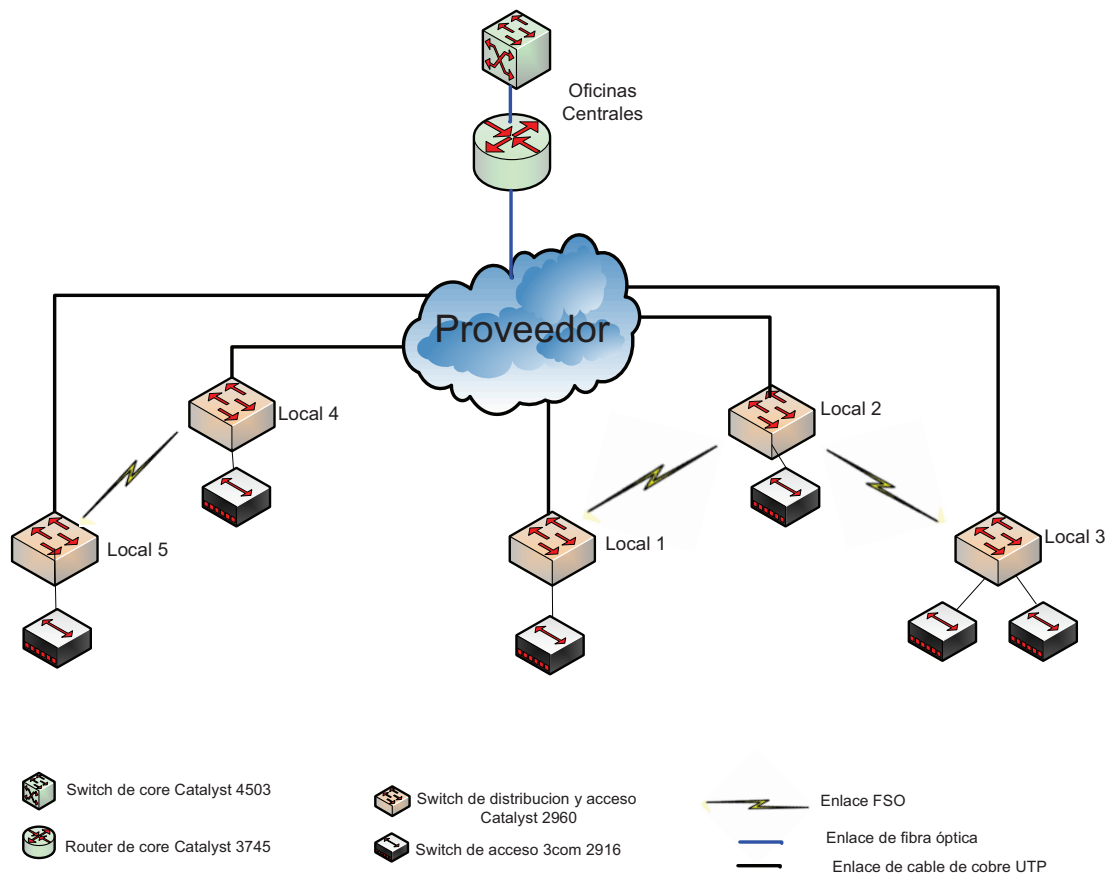 Oficinas
Centrales
Proveedor
Local 4
Local 2
Local 5
Local 1
Local 3
Switch de core Catalyst 4503
Router de core Catalyst 3745
Switch de distribucion y acceso
Catalyst 2960
Switch de acceso 3com 2916
Enlace FSO
Enlace de fibra óptica
Enlace de cable de cobre UTP